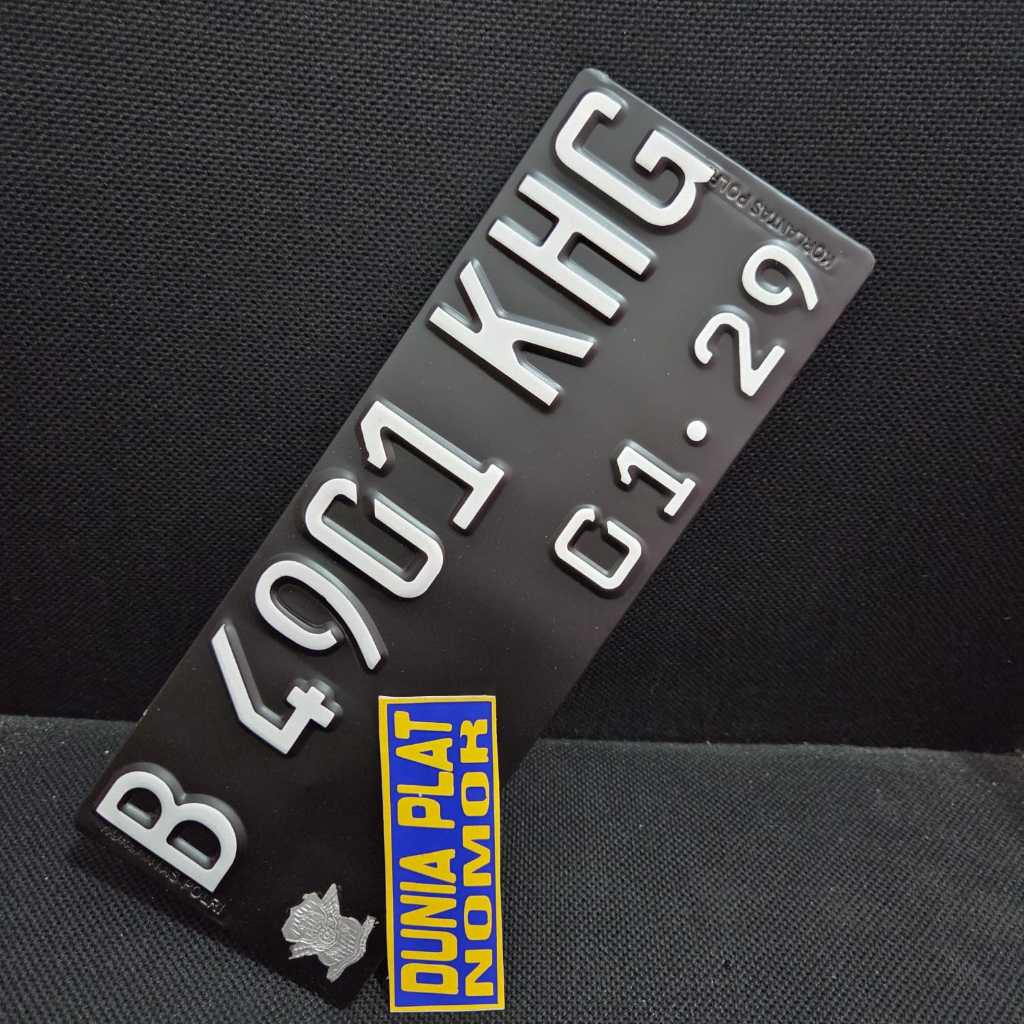 KORLANTAS POLRI
B 4901 KHG
01.29
KORLANTAS POLRI
DUNIA PLAT
NOMOR